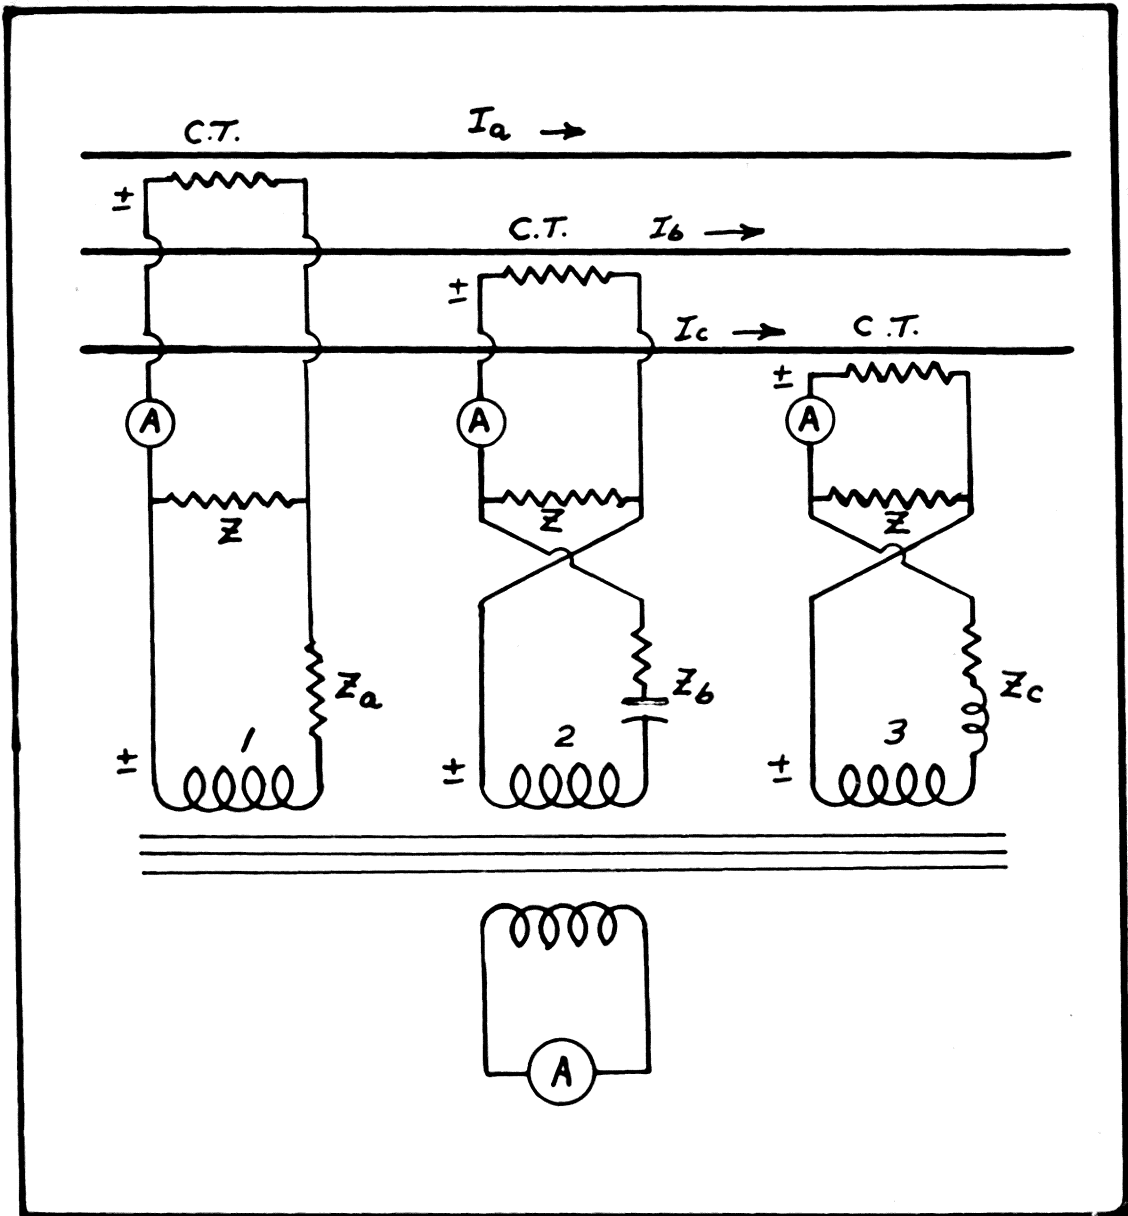 C.T. Ia →
±
C.T. Ib →
±
Ic → C.T.
±
A A A
Z Z Z
Za Zb Zc
± 1 ± 2 ± 3
A